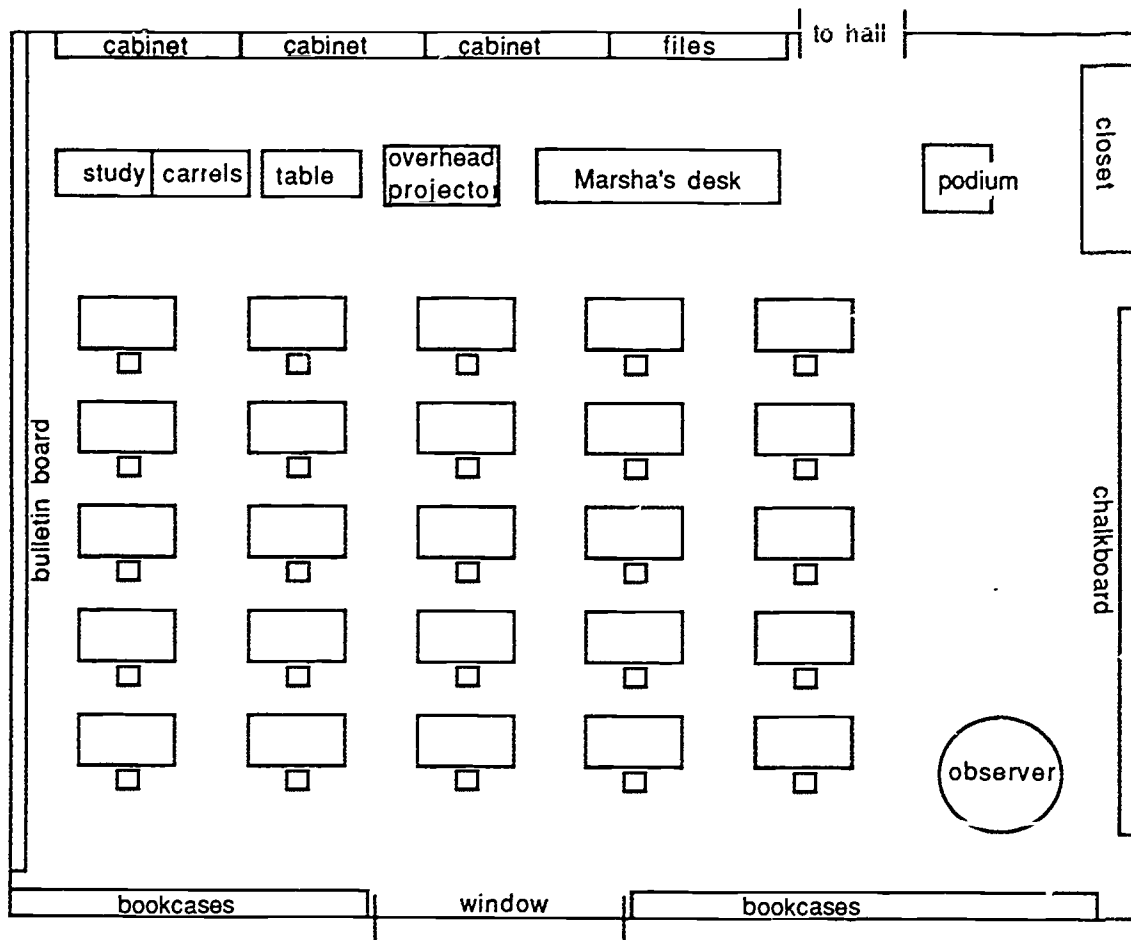 to hall
cabinet
cabinet
cabinet
files
closet
study
carrels
table
overhead
projector
Marsha's desk
podium
bulletin board
chalkboard
observer
bookcases
window
bookcases